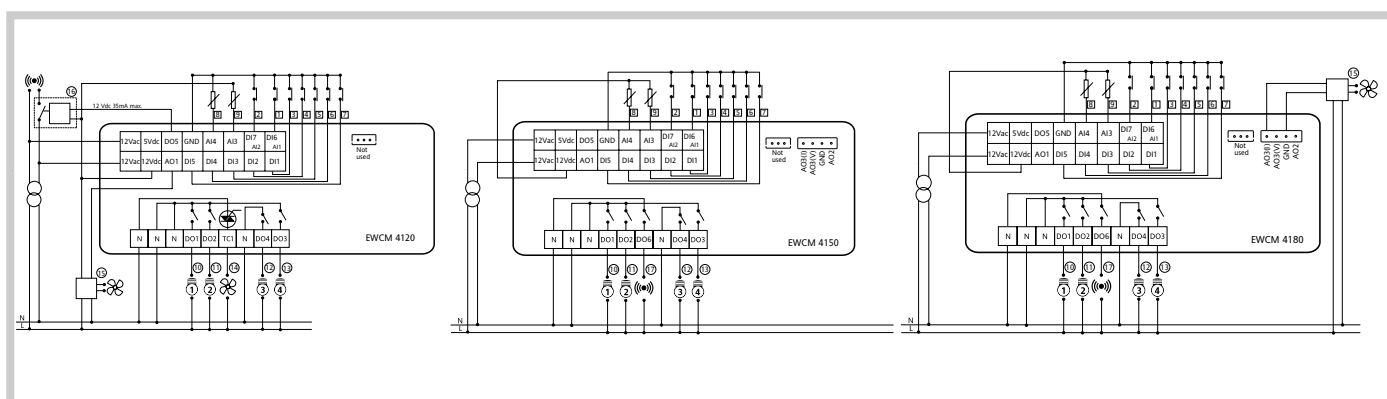 16
12 Vdc 35mA max.
8 9 2 1 3 4 5 6 7
12Vac 5Vdc DO5 GND AI4 AI3 DI7 AI2 DI6 AI1
12Vac 12Vdc AO1 DI5 DI4 DI3 DI2 DI1
Not used
N N N DO1 DO2 TC1 N DO4 DO3
EWCM 4120
15
10 11 14 12 13
1 2 3 4
N
L
8 9 2 1 3 4 5 6 7
12Vac 5Vdc DO5 GND AI4 AI3 DI7 AI2 DI6 AI1
12Vac 12Vdc AO1 DI5 DI4 DI3 DI2 DI1
Not used
AO3(I)
AO3(V)
GND
AO2
N N N DO1 DO2 DO6 N DO4 DO3
EWCM 4150
10 11 17 12 13
1 2 3 4
N
L
15
8 9 2 1 3 4 5 6 7
12Vac 5Vdc DO5 GND AI4 AI3 DI7 AI2 DI6 AI1
12Vac 12Vdc AO1 DI5 DI4 DI3 DI2 DI1
Not used
AO3(I)
AO3(V)
GND
AO2
N N N DO1 DO2 DO6 N DO4 DO3
EWCM 4180
10 11 17 12 13
1 2 3 4
N
L